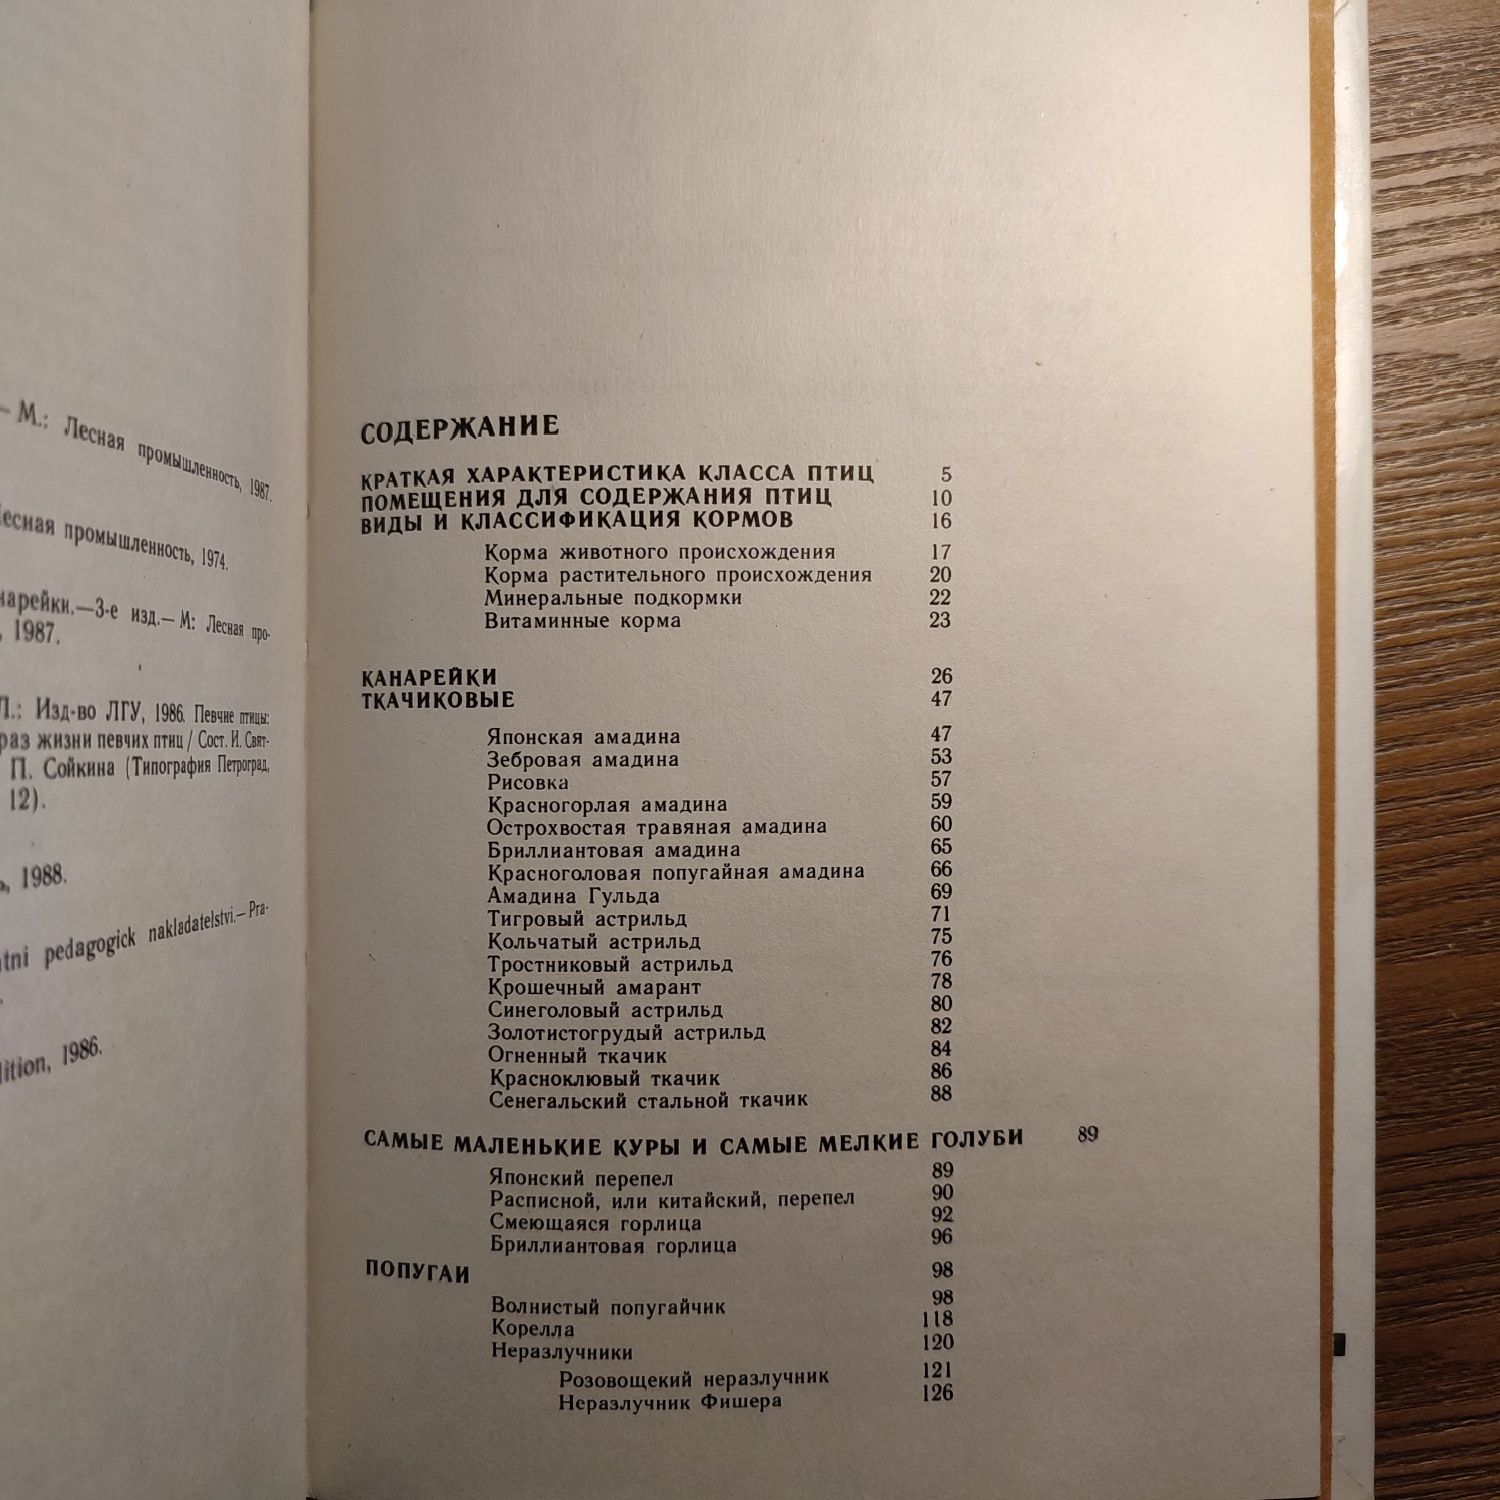 — М.: Лесная промышленность, 1987.
Лесная промышленность, 1974.
3-е изд.— М: Лесная про-
, 1987.
Л.: Изд-во ЛГУ, 1986. Певчие птицы:
раз жизни певчих птиц / Сост. И. Свят-
П. Сойкина (Типография Петроград,
12).
, 1988.
pedagogick nakladatelstvi.— Pra-
1986.
СОДЕРЖАНИЕ
КРАТКАЯ ХАРАКТЕРИСТИКА КЛАССА ПТИЦ 5
ПОМЕЩЕНИЯ ДЛЯ СОДЕРЖАНИЯ ПТИЦ 10
ВИДЫ И КЛАССИФИКАЦИЯ КОРМОВ 16
Корма животного происхождения 17
Корма растительного происхождения 20
Минеральные подкормки 22
Витаминные корма 23
КАНАРЕЙКИ 26
ТКАЧИКОВЫЕ 47
Японская амадина 47
Зебровая амадина 53
Рисовка 57
Красногорлая амадина 59
Острохвостая травяная амадина 60
Бриллиантовая амадина 65
Красноголовая попугайная амадина 66
Амадина Гульда 69
Тигровый астрильд 71
Кольчатый астрильд 75
Тростниковый астрильд 76
Крошечный амарант 78
Синеголовый астрильд 80
Золотистогрудый астрильд 82
Огненный ткачик 84
Красноклювый ткачик 86
Сенегальский стальной ткачик 88
САМЫЕ МАЛЕНЬКИЕ КУРЫ И САМЫЕ МЕЛКИЕ ГОЛУБИ 89
Японский перепел 89
Расписной, или китайский, перепел 90
Смеющаяся горлица 92
Бриллиантовая горлица 96
ПОПУГАИ 98
Волнистый попугайчик 98
Корелла 118
Неразлучники 120
Розовощекий неразлучник 121
Неразлучник Фишера 126